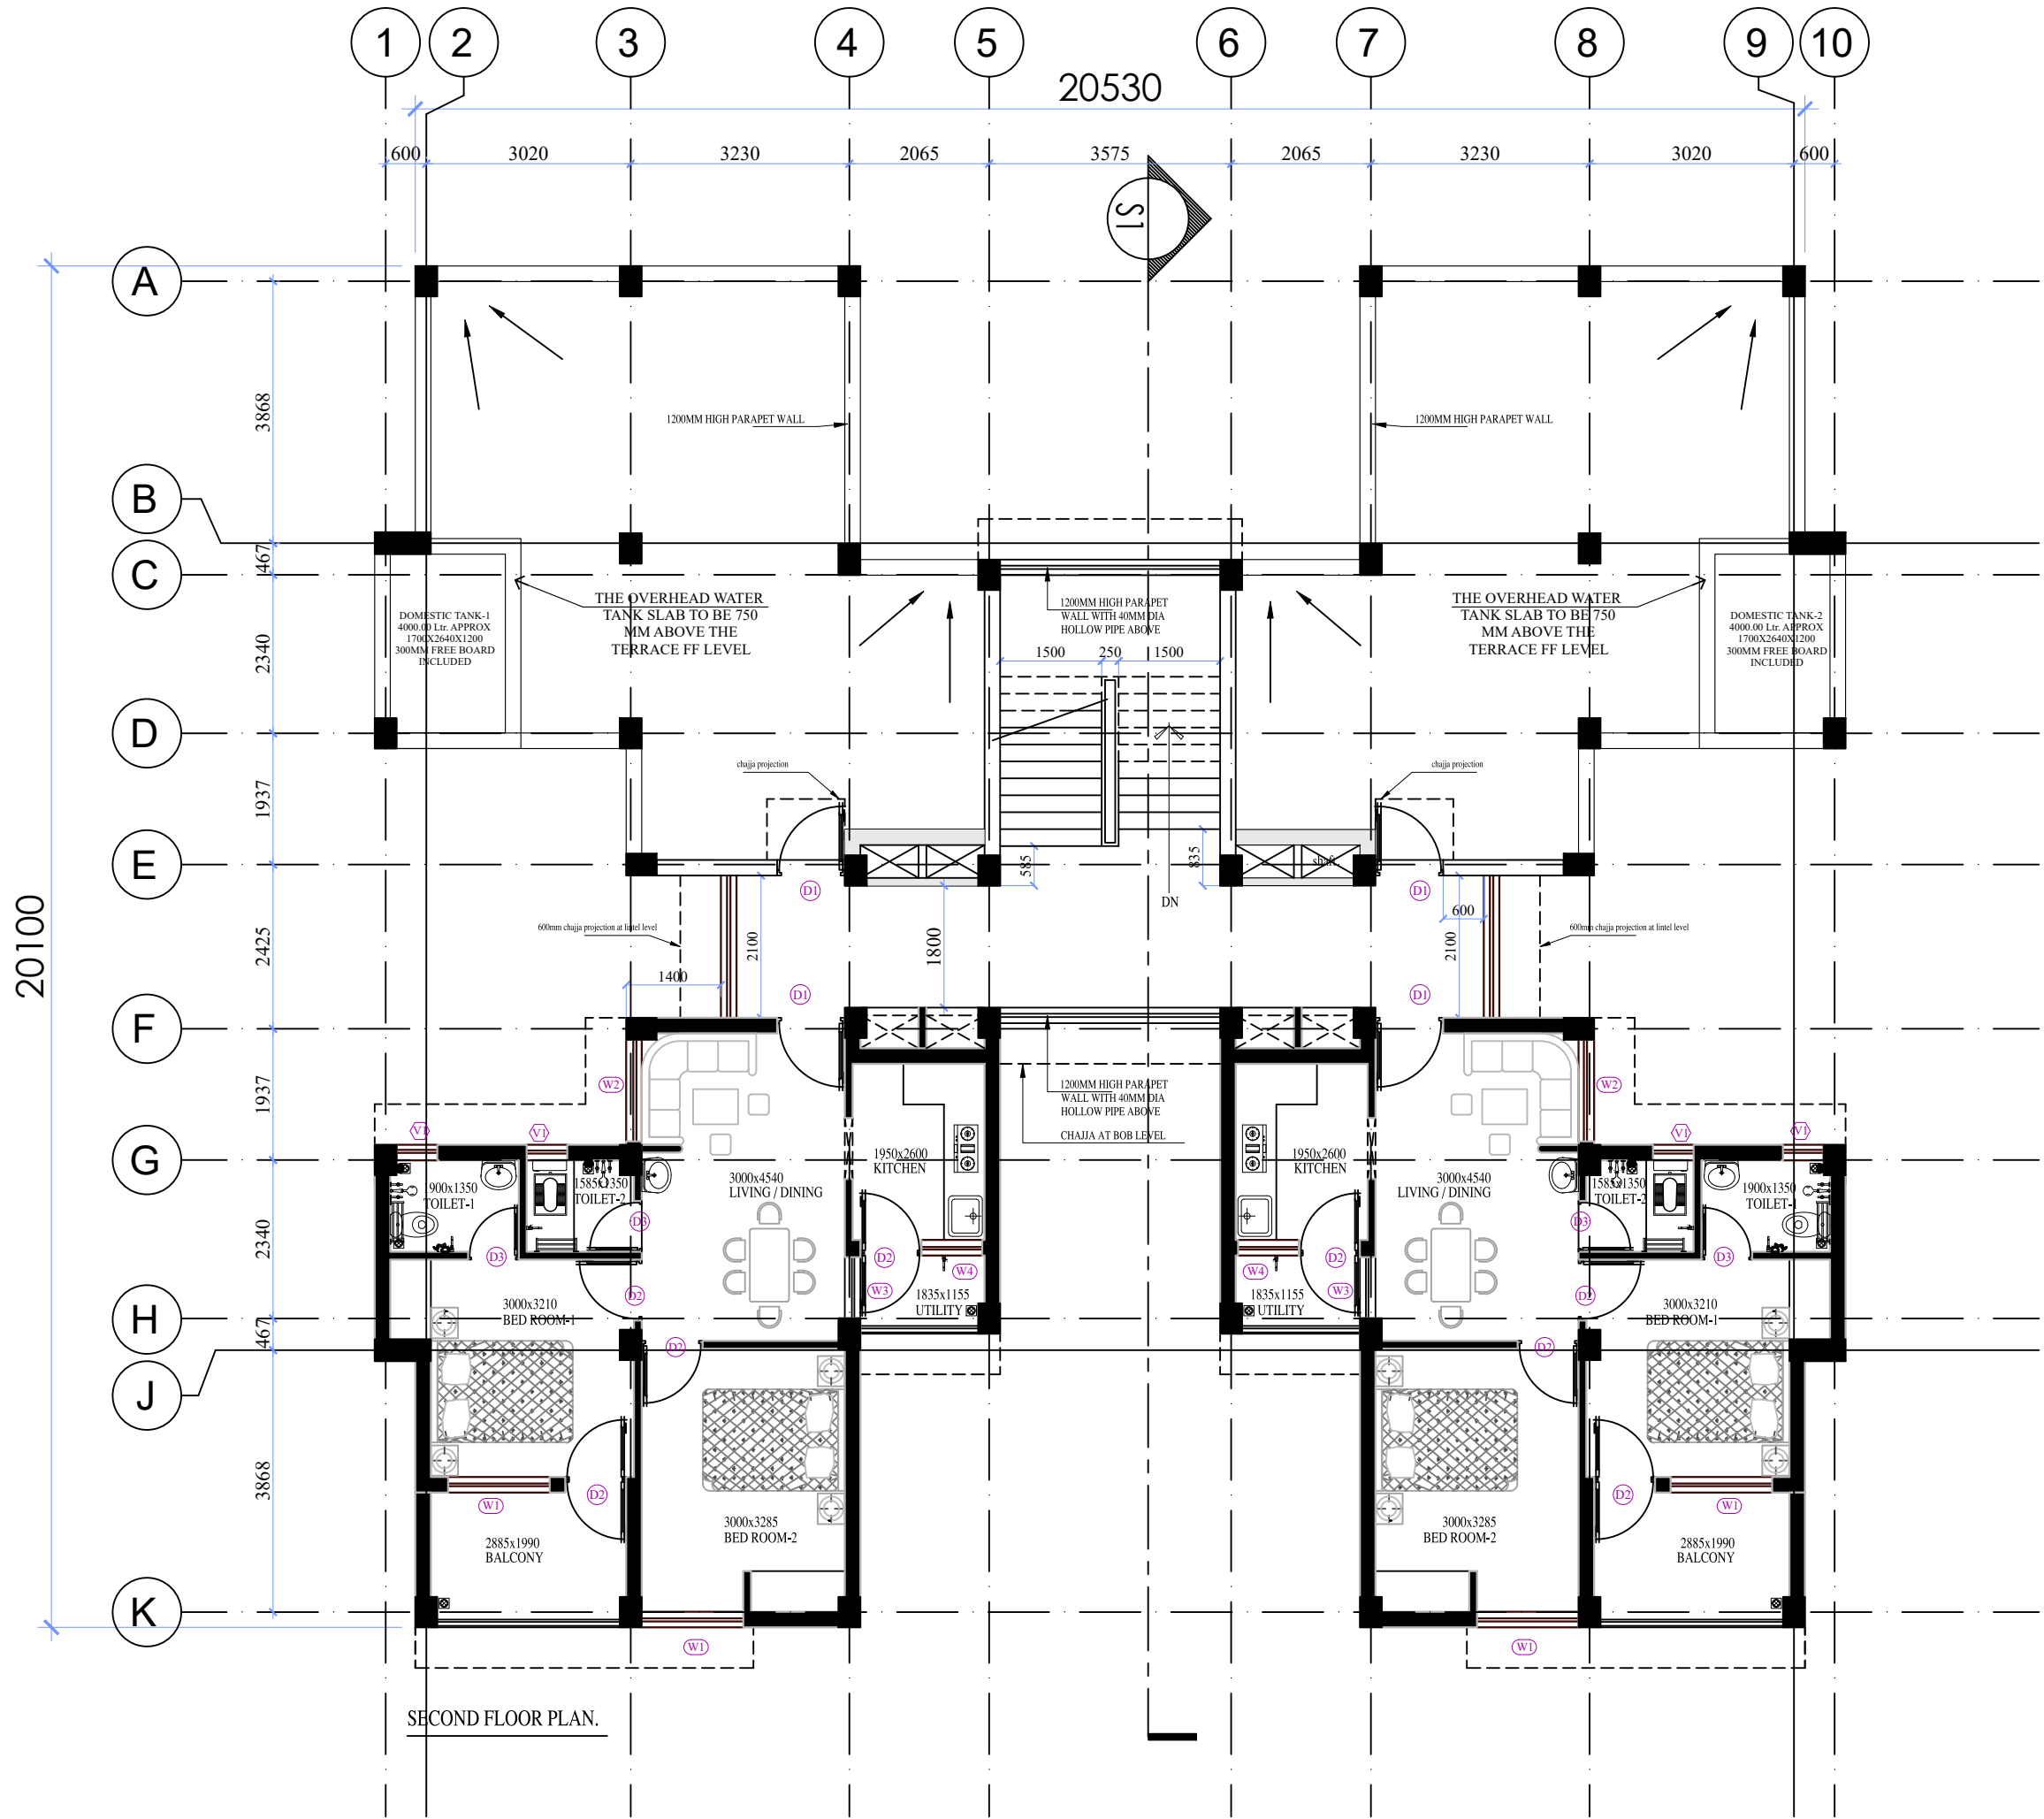 1 2 3 4 5 6 7 8 9 10
20530
600 3020 3230 2065 3575 2065 3230 3020 600
S1
A
3868
1200MM HIGH PARAPET WALL
1200MM HIGH PARAPET WALL
B
467
C
THE OVERHEAD WATER
TANK SLAB TO BE 750
MM ABOVE THE
TERRACE FF LEVEL
DOMESTIC TANK-1
4000.00 Ltr. APPROX
1700X2640X1200
300MM FREE BOARD
INCLUDED
1200MM HIGH PARAPET
WALL WITH 40MM DIA
HOLLOW PIPE ABOVE
THE OVERHEAD WATER
TANK SLAB TO BE 750
MM ABOVE THE
TERRACE FF LEVEL
DOMESTIC TANK-2
4000.00 Ltr. APPROX
1700X2640X1200
300MM FREE BOARD
INCLUDED
2340
1500 250 1500
D
1937
chajja projection
chajja projection
E
585
835
shaft
D1
D1
DN
600
20100
2425
600mm chajja projection at lintel level
600mm chajja projection at lintel level
2100
1800
2100
1400
D1
D1
F
1937
W2
W2
1200MM HIGH PARAPET
WALL WITH 40MM DIA
HOLLOW PIPE ABOVE
CHAJJA AT BOB LEVEL
V1
V1
V1
V1
G
1950x2600
KITCHEN
1950x2600
KITCHEN
1900x1350
TOILET-1
1585x1350
TOILET-2
3000x4540
LIVING / DINING
3000x4540
LIVING / DINING
1585x1350
TOILET-2
1900x1350
TOILET-1
2340
D3
D3
D3
D2
D2
D3
W4
W4
W3
W3
D2
D2
1835x1155
UTILITY
1835x1155
UTILITY
H
3000x3210
BED ROOM-1
3000x3210
BED ROOM-1
467
D2
D2
J
3868
W1
D2
D2
W1
3000x3285
BED ROOM-2
3000x3285
BED ROOM-2
2885x1990
BALCONY
2885x1990
BALCONY
K
W1
W1
SECOND FLOOR PLAN.